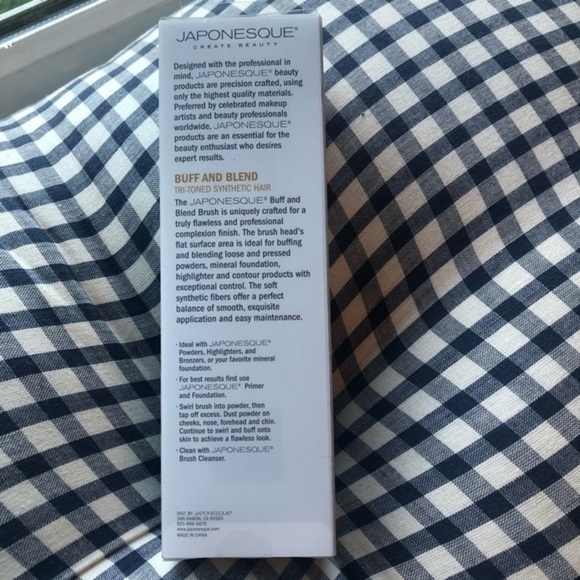 JAPONESQUE®
CREATE BEAUTY
Designed with the professional in
mind, JAPONESQUE® beauty
products are precision crafted, using
only the highest quality materials.
Preferred by celebrated makeup
artists and beauty professionals
worldwide, JAPONESQUE®
products are an essential for the
beauty enthusiast who desires
expert results.
BUFF AND BLEND
TRI-TONED SYNTHETIC HAIR
The JAPONESQUE® Buff and
Blend Brush is uniquely crafted for a
truly flawless and professional
complexion finish. The brush head's
flat surface area is ideal for buffing
and blending loose and pressed
powders, mineral foundation,
highlighter and contour products with
exceptional control. The soft
synthetic fibers offer a perfect
balance of smooth, exquisite
application and easy maintenance.
· Ideal with JAPONESQUE®
Powders, Highlighters, and
Bronzers, or your favorite mineral
foundation.
· For best results first use
JAPONESQUE® Primer
and Foundation.
· Swirl brush into powder, then
tap off excess. Dust powder on
cheeks, nose, forehead and chin.
Continue to swirl and buff onto
skin to achieve a flawless look.
· Clean with JAPONESQUE®
Brush Cleanser.
DIST. BY JAPONESQUE®
SAN RAMON, CA 94583
www.japonesque.com
MADE IN CHINA